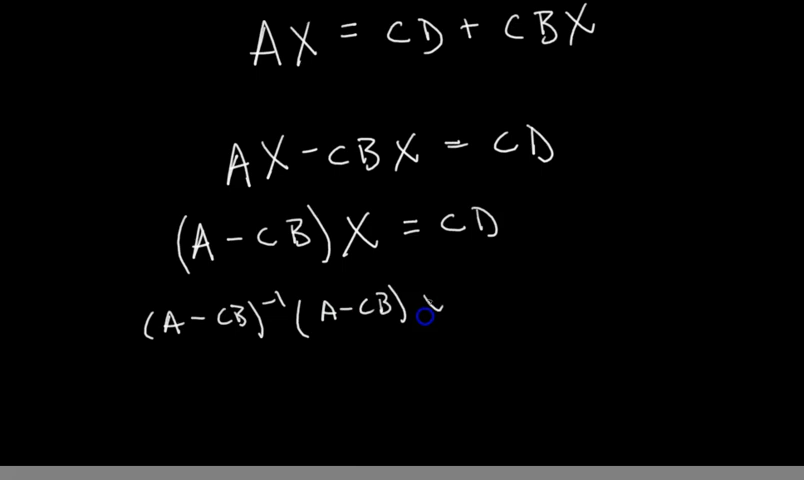 AX = CD + CBX
AX - CBX = CD
(A - CB) X = CD
(A - CB)⁻¹ (A - CB)